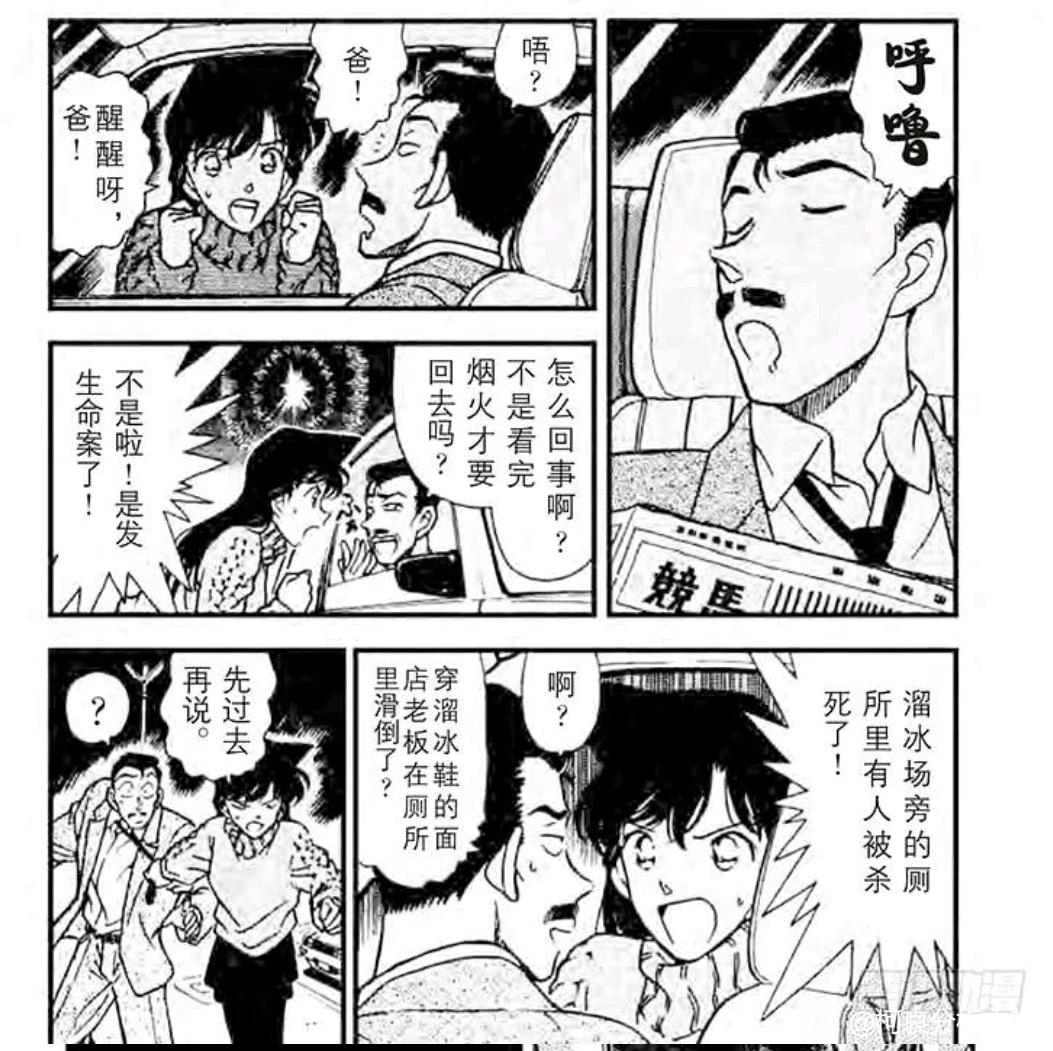 呼噜
唔？
爸！
醒醒呀，
爸！
怎么回事啊？
不是看完
烟火才要
回去吗？
不是啦！是发
生命案了！
溜冰场旁的厕
所里有人被杀
死了！
啊？
穿溜冰鞋的面
店老板在厕所
里滑倒了？
先过去
再说。
？